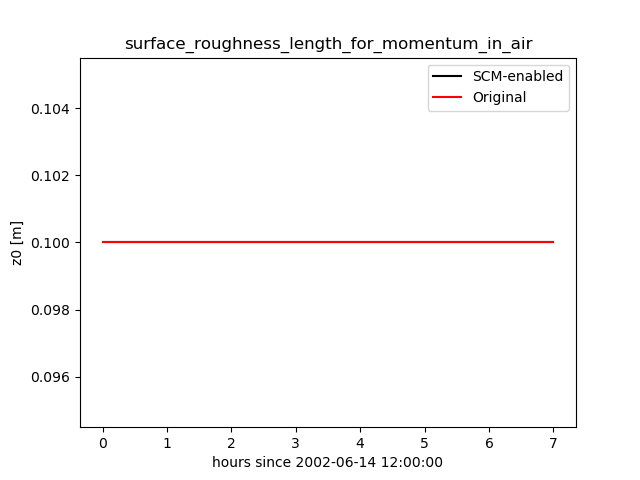 surface_roughness_length_for_momentum_in_air
SCM-enabled
Original
0.104
0.102
0.100
0.098
0.096
z0 [m]
0 1 2 3 4 5 6 7
hours since 2002-06-14 12:00:00